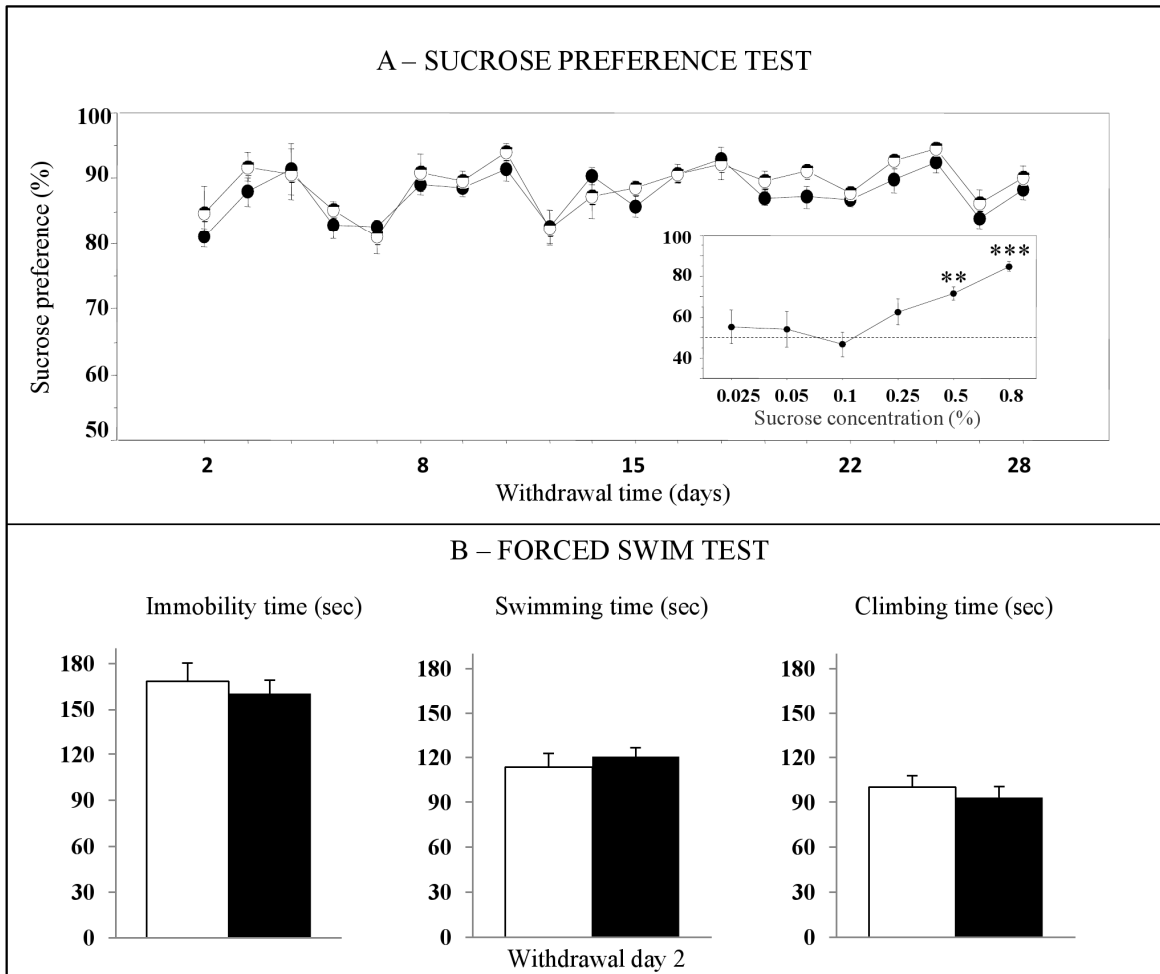 A – SUCROSE PREFERENCE TEST
Sucrose preference (%)
100
90
80
70
60
50
2 8 15 22 28
Withdrawal time (days)
100
80
60
40
** ***
0.025 0.05 0.1 0.25 0.5 0.8
Sucrose concentration (%)
B – FORCED SWIM TEST
Immobility time (sec)
180
150
120
90
60
30
0
Swimming time (sec)
180
150
120
90
60
30
0
Withdrawal day 2
Climbing time (sec)
180
150
120
90
60
30
0